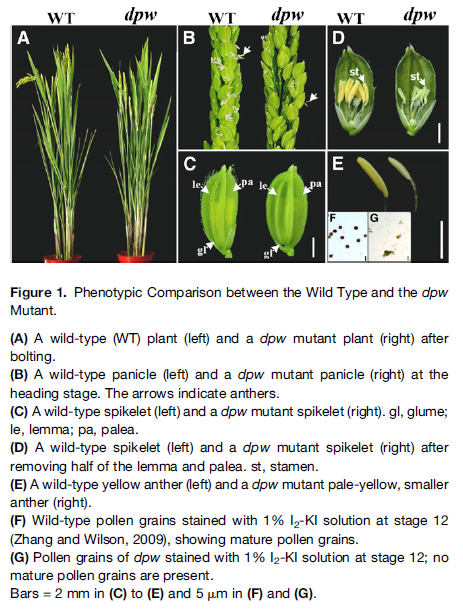 WT dpw WT dpw WT dpw
A B D
st st
C E
le pa le pa
gl gl
F G
Figure 1. Phenotypic Comparison between the Wild Type and the dpw
Mutant.
(A) A wild-type (WT) plant (left) and a dpw mutant plant (right) after
bolting.
(B) A wild-type panicle (left) and a dpw mutant panicle (right) at the
heading stage. The arrows indicate anthers.
(C) A wild-type spikelet (left) and a dpw mutant spikelet (right). gl, glume;
le, lemma; pa, palea.
(D) A wild-type spikelet (left) and a dpw mutant spikelet (right) after
removing half of the lemma and palea. st, stamen.
(E) A wild-type yellow anther (left) and a dpw mutant pale-yellow, smaller
anther (right).
(F) Wild-type pollen grains stained with 1% I2-KI solution at stage 12
(Zhang and Wilson, 2009), showing mature pollen grains.
(G) Pollen grains of dpw stained with 1% I2-KI solution at stage 12; no
mature pollen grains are present.
Bars = 2 mm in (C) to (E) and 5 μm in (F) and (G).